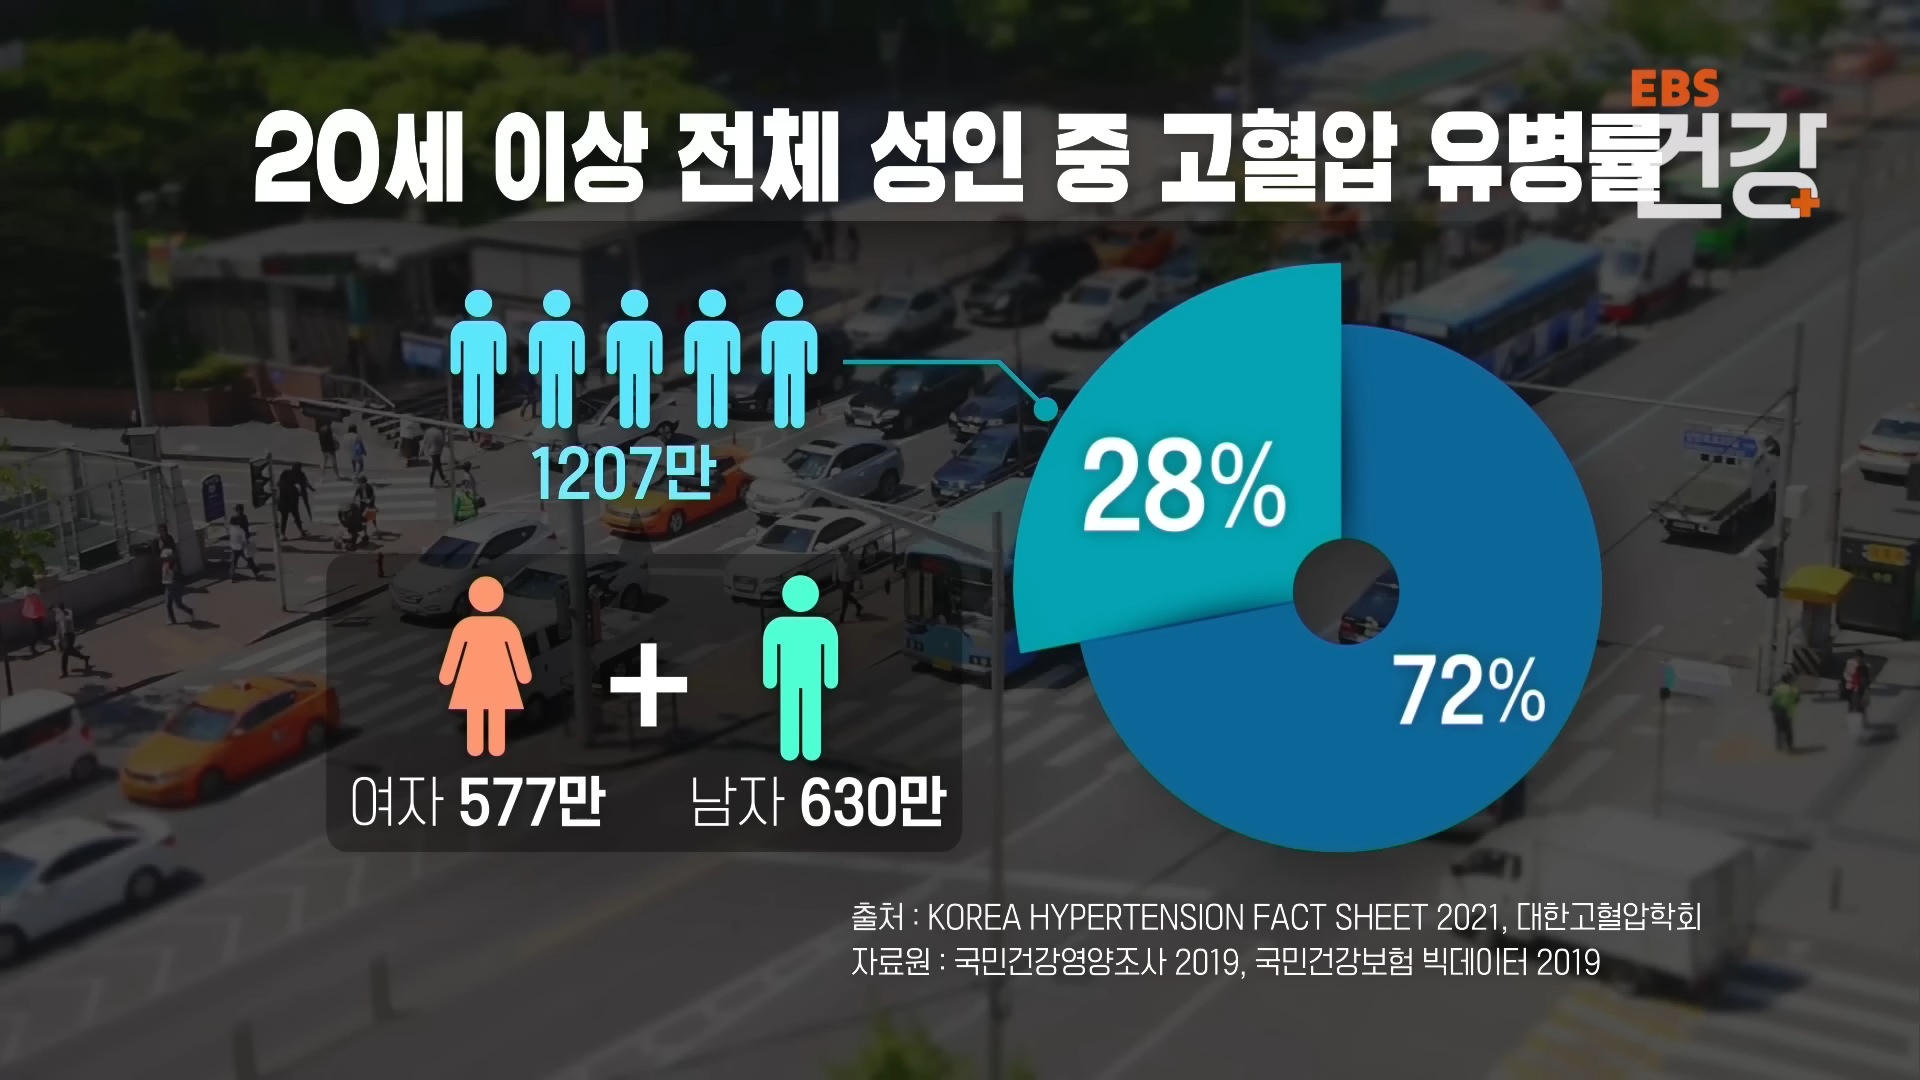 EBS
건강
20세 이상 전체 성인 중 고혈압 유병률
1207만
28%
72%
여자 577만
+
남자 630만
출처 : KOREA HYPERTENSION FACT SHEET 2021, 대한고혈압학회
자료원 : 국민건강영양조사 2019, 국민건강보험 빅데이터 2019